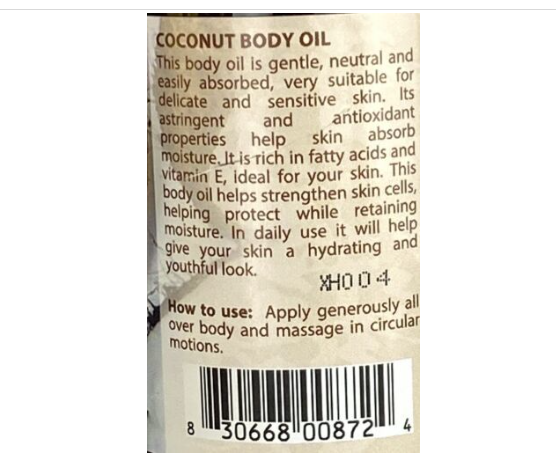 COCONUT BODY OIL
This body oil is gentle, neutral and
easily absorbed, very suitable for
delicate and sensitive skin. Its
astringent and antioxidant
properties help skin absorb
moisture. It is rich in fatty acids and
vitamin E, ideal for your skin. This
body oil helps strengthen skin cells,
helping protect while retaining
moisture. In daily use it will help
give your skin a hydrating and
youthful look.
XH004
How to use: Apply generously all
over body and massage in circular
motions.
8 30668 00872 4